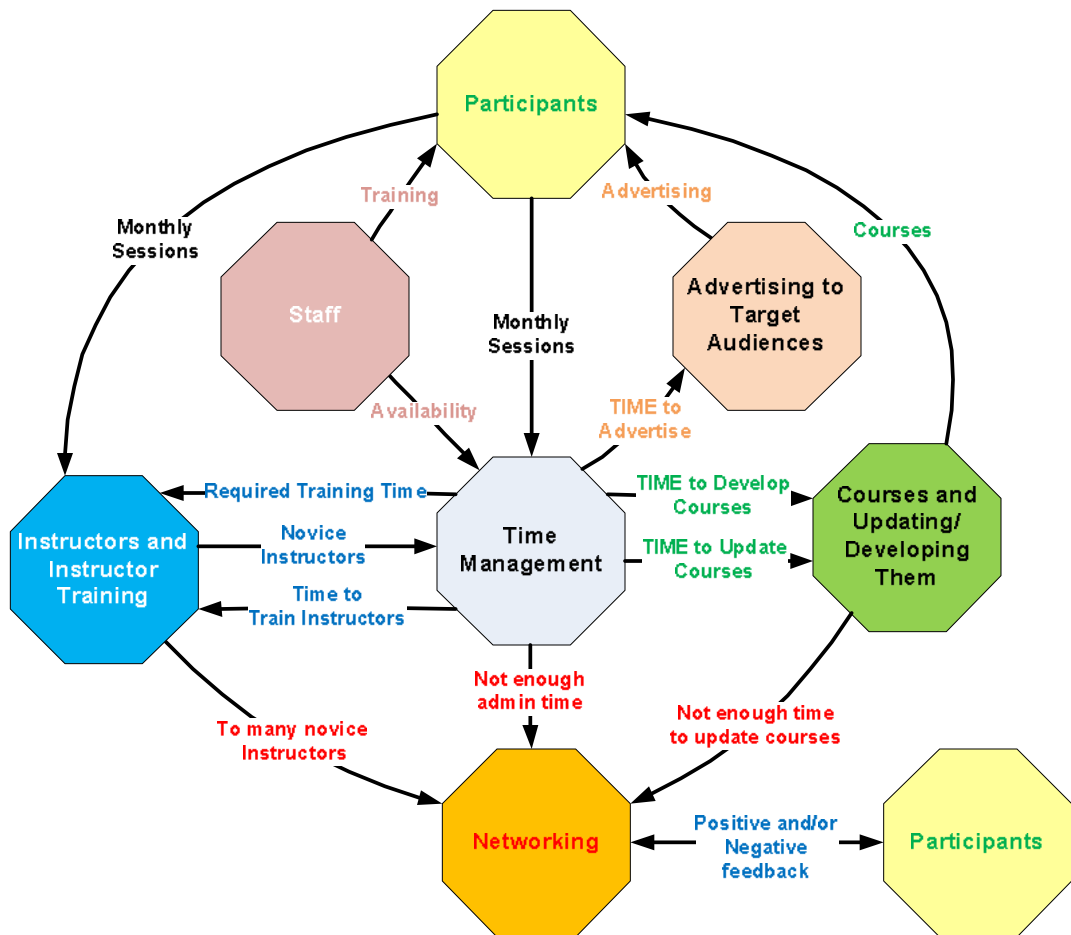 Participants
Training
Advertising
Monthly
Sessions
Courses
Staff
Monthly
Sessions
Advertising to
Target
Audiences
Availability
TIME to
Advertise
Required Training Time
TIME to Develop
Courses
Instructors and
Instructor
Training
Novice
Instructors
Time
Management
TIME to Update
Courses
Courses and
Updating/
Developing
Them
Time to
Train Instructors
Not enough
admin time
To many novice
Instructors
Not enough time
to update courses
Networking
Positive and/or
Negative
feedback
Participants